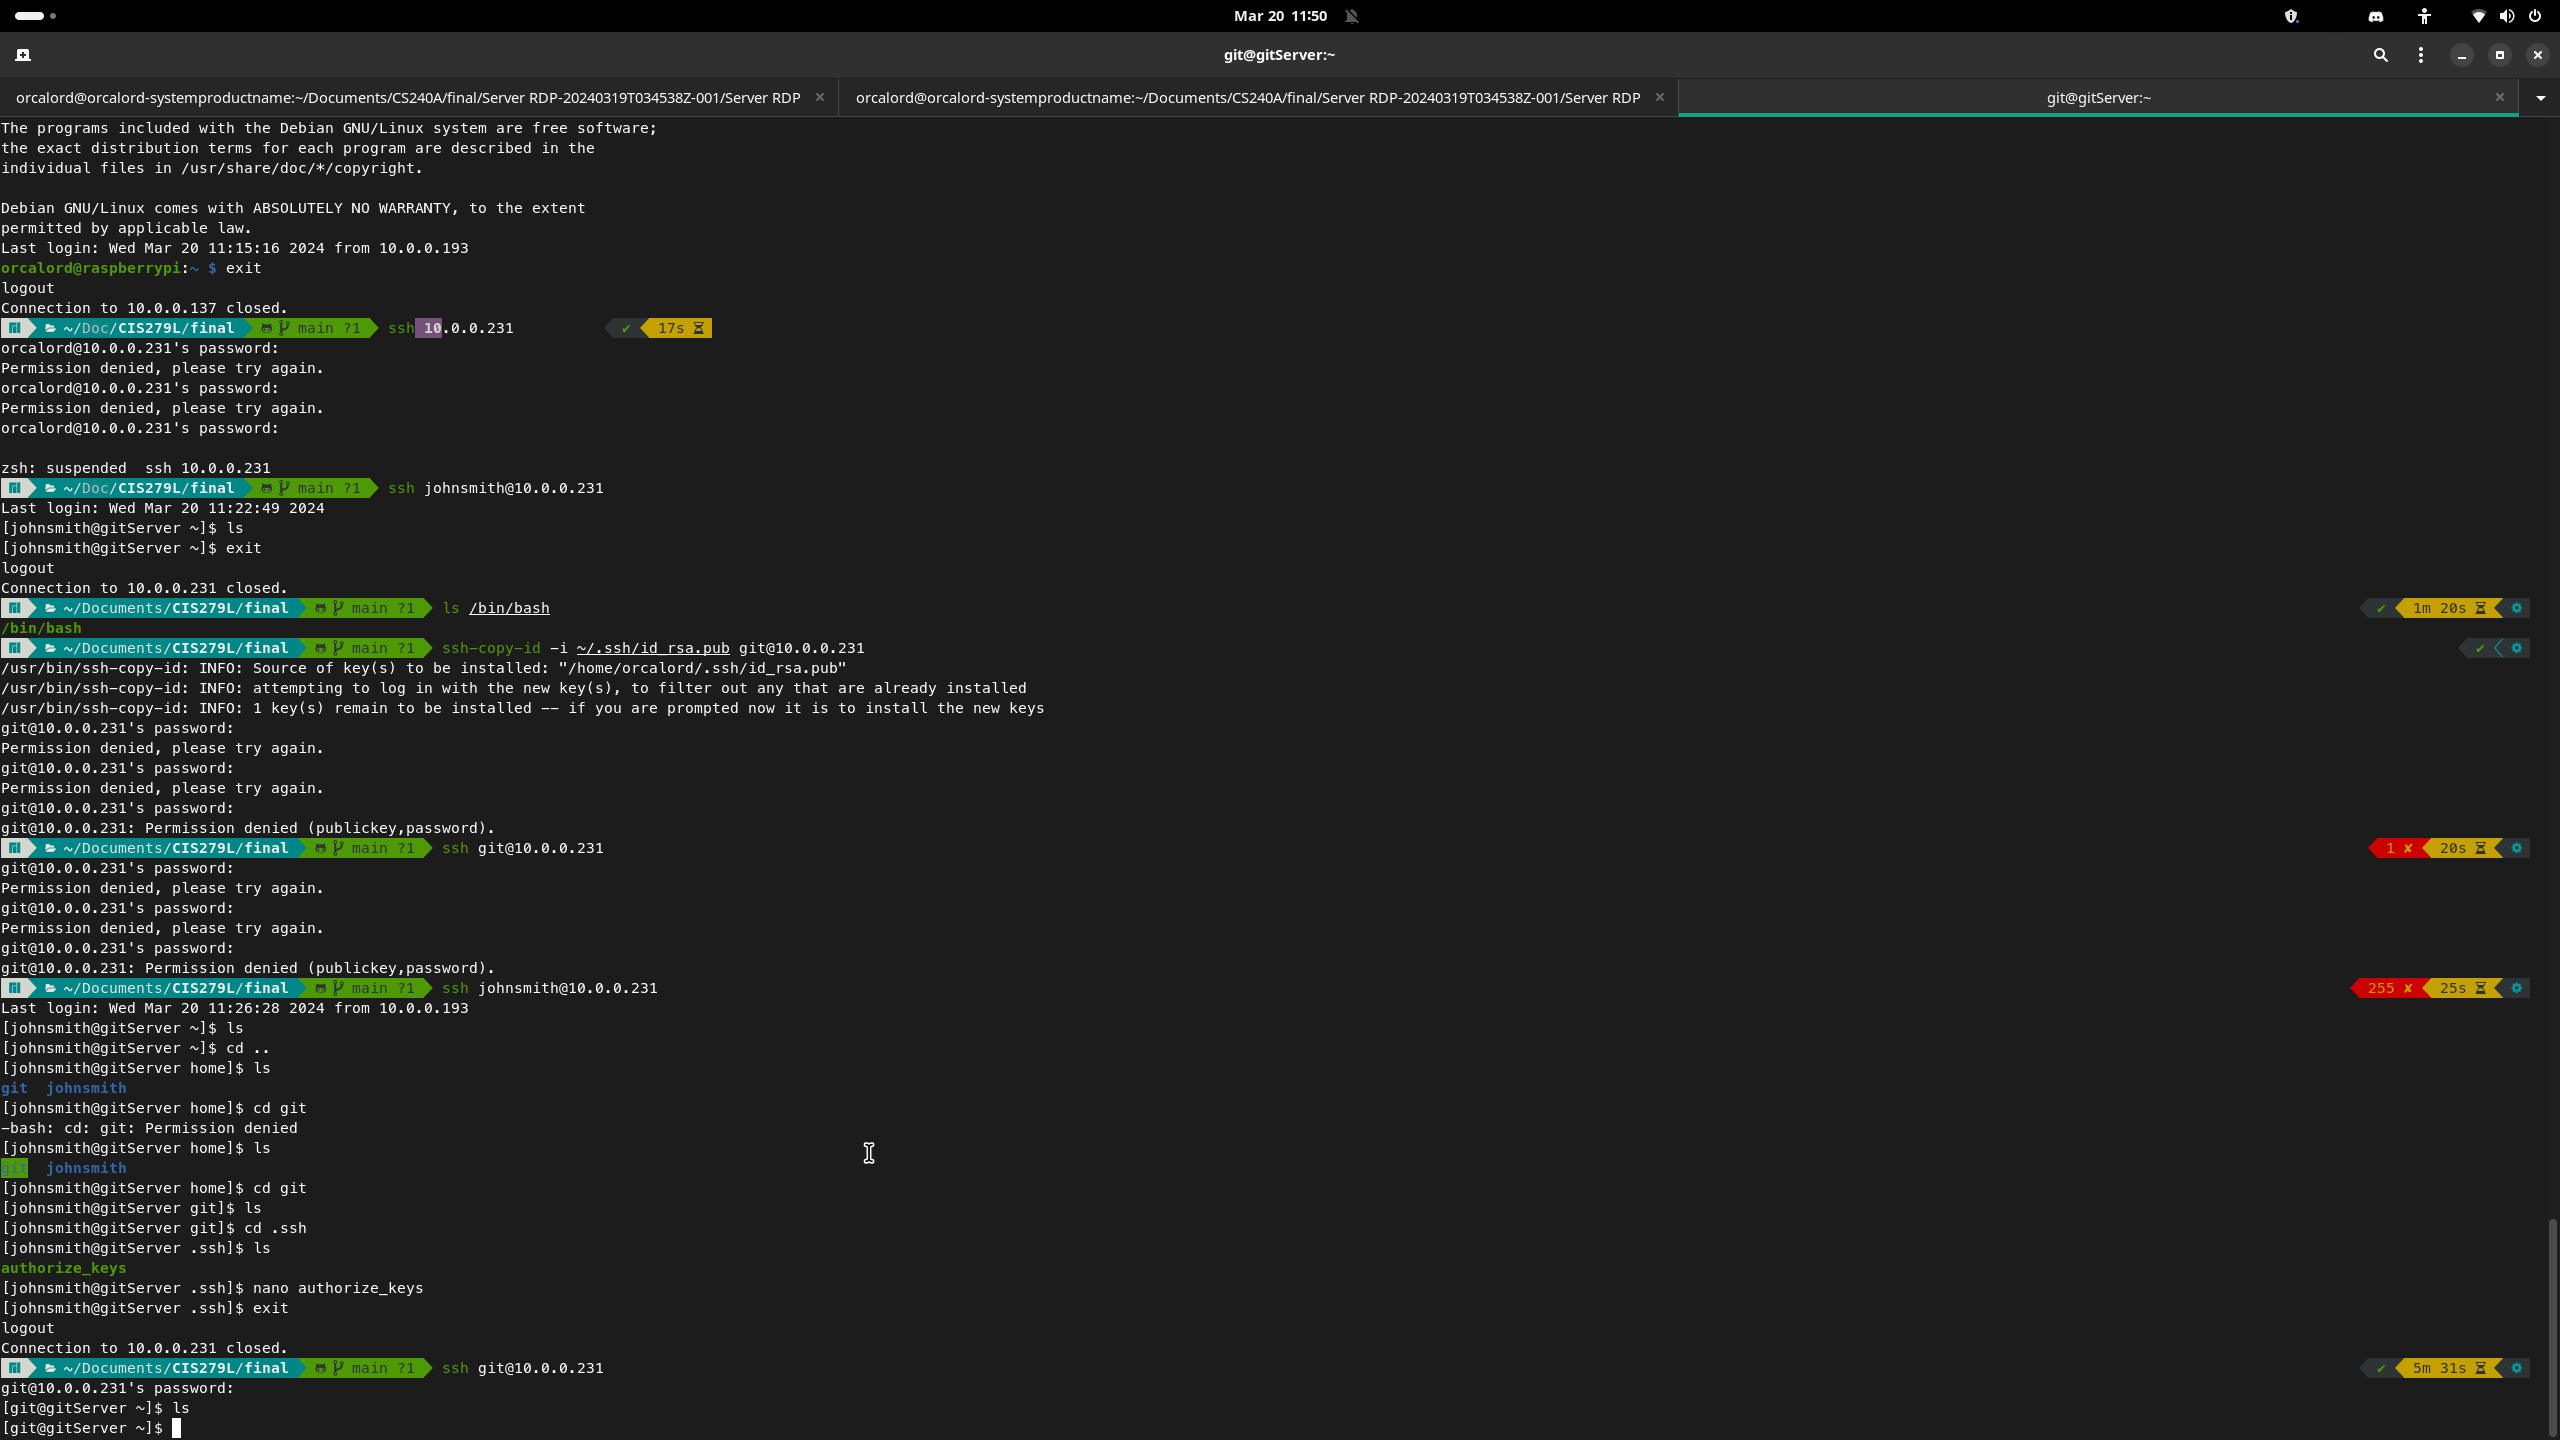 Mar 20 11:50
git@gitServer:~
orcalord@orcalord-systemproductname:~/Documents/CS240A/final/Server RDP-20240319T034538Z-001/Server RDP
orcalord@orcalord-systemproductname:~/Documents/CS240A/final/Server RDP-20240319T034538Z-001/Server RDP
git@gitServer:~
The programs included with the Debian GNU/Linux system are free software;
the exact distribution terms for each program are described in the
individual files in /usr/share/doc/*/copyright.
Debian GNU/Linux comes with ABSOLUTELY NO WARRANTY, to the extent
permitted by applicable law.
Last login: Wed Mar 20 11:15:16 2024 from 10.0.0.193
orcalord@raspberrypi:~ $ exit
logout
Connection to 10.0.0.137 closed.
~/Doc/CIS279L/final main ?1 ssh 10.0.0.231 ✔ 17s
orcalord@10.0.0.231's password:
Permission denied, please try again.
orcalord@10.0.0.231's password:
Permission denied, please try again.
orcalord@10.0.0.231's password:
zsh: suspended  ssh 10.0.0.231
~/Doc/CIS279L/final main ?1 ssh johnsmith@10.0.0.231
Last login: Wed Mar 20 11:22:49 2024
[johnsmith@gitServer ~]$ ls
[johnsmith@gitServer ~]$ exit
logout
Connection to 10.0.0.231 closed.
~/Documents/CIS279L/final main ?1 ls /bin/bash ✔ 1m 20s
/bin/bash
~/Documents/CIS279L/final main ?1 ssh-copy-id -i ~/.ssh/id_rsa.pub git@10.0.0.231 ✔
/usr/bin/ssh-copy-id: INFO: Source of key(s) to be installed: "/home/orcalord/.ssh/id_rsa.pub"
/usr/bin/ssh-copy-id: INFO: attempting to log in with the new key(s), to filter out any that are already installed
/usr/bin/ssh-copy-id: INFO: 1 key(s) remain to be installed -- if you are prompted now it is to install the new keys
git@10.0.0.231's password:
Permission denied, please try again.
git@10.0.0.231's password:
Permission denied, please try again.
git@10.0.0.231's password:
git@10.0.0.231: Permission denied (publickey,password).
~/Documents/CIS279L/final main ?1 ssh git@10.0.0.231 1 ✘ 20s
git@10.0.0.231's password:
Permission denied, please try again.
git@10.0.0.231's password:
Permission denied, please try again.
git@10.0.0.231's password:
git@10.0.0.231: Permission denied (publickey,password).
~/Documents/CIS279L/final main ?1 ssh johnsmith@10.0.0.231 255 ✘ 25s
Last login: Wed Mar 20 11:26:28 2024 from 10.0.0.193
[johnsmith@gitServer ~]$ ls
[johnsmith@gitServer ~]$ cd ..
[johnsmith@gitServer home]$ ls
git  johnsmith
[johnsmith@gitServer home]$ cd git
-bash: cd: git: Permission denied
[johnsmith@gitServer home]$ ls
git  johnsmith
[johnsmith@gitServer home]$ cd git
[johnsmith@gitServer git]$ ls
[johnsmith@gitServer git]$ cd .ssh
[johnsmith@gitServer .ssh]$ ls
authorize_keys
[johnsmith@gitServer .ssh]$ nano authorize_keys
[johnsmith@gitServer .ssh]$ exit
logout
Connection to 10.0.0.231 closed.
~/Documents/CIS279L/final main ?1 ssh git@10.0.0.231 ✔ 5m 31s
git@10.0.0.231's password:
[git@gitServer ~]$ ls
[git@gitServer ~]$